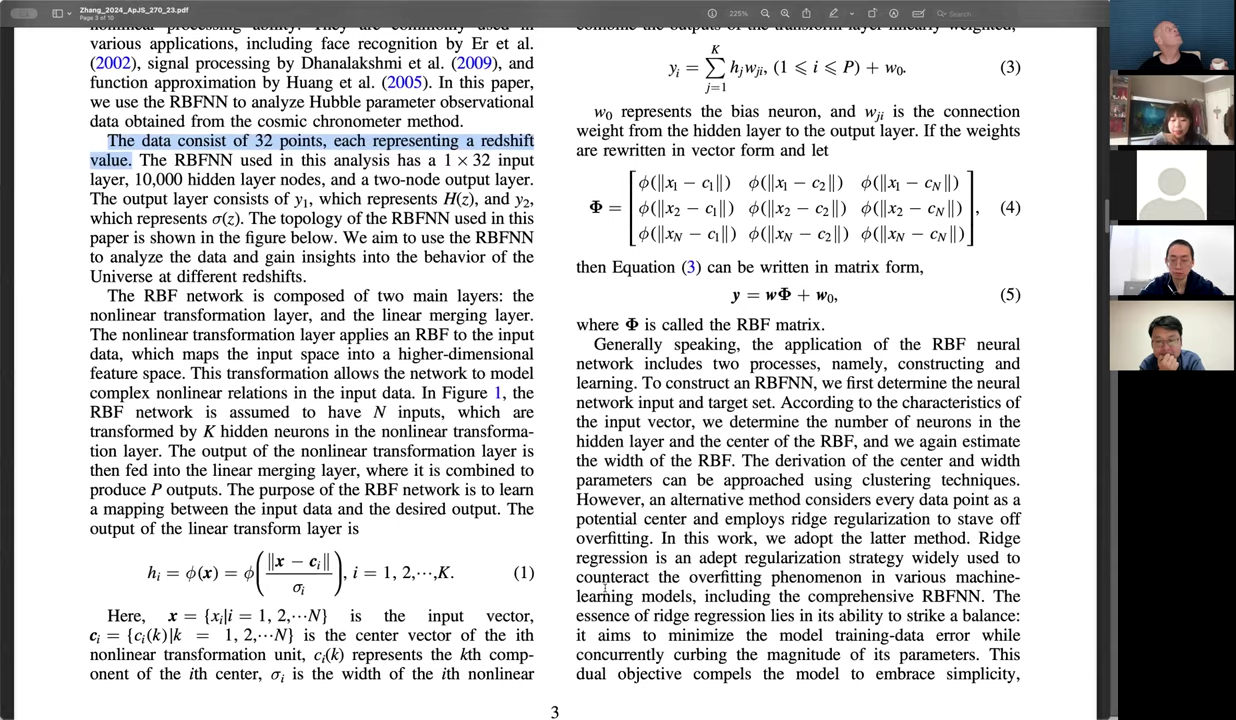 Zhang_2024_ApJS_270_23.pdf
Page 3 of 10
225%
Search
various applications, including face recognition by Er et al.
(2002), signal processing by Dhanalakshmi et al. (2009), and
function approximation by Huang et al. (2005). In this paper,
we use the RBFNN to analyze Hubble parameter observational
data obtained from the cosmic chronometer method.
The data consist of 32 points, each representing a redshift
value. The RBFNN used in this analysis has a 1 × 32 input
layer, 10,000 hidden layer nodes, and a two-node output layer.
The output layer consists of y₁, which represents H(z), and y₂,
which represents σ(z). The topology of the RBFNN used in this
paper is shown in the figure below. We aim to use the RBFNN
to analyze the data and gain insights into the behavior of the
Universe at different redshifts.
The RBF network is composed of two main layers: the
nonlinear transformation layer, and the linear merging layer.
The nonlinear transformation layer applies an RBF to the input
data, which maps the input space into a higher-dimensional
feature space. This transformation allows the network to model
complex nonlinear relations in the input data. In Figure 1, the
RBF network is assumed to have N inputs, which are
transformed by K hidden neurons in the nonlinear transforma-
tion layer. The output of the nonlinear transformation layer is
then fed into the linear merging layer, where it is combined to
produce P outputs. The purpose of the RBF network is to learn
a mapping between the input data and the desired output. The
output of the linear transform layer is
hᵢ = ϕ(x) = ϕ(‖x − cᵢ‖ / σᵢ), i = 1, 2,⋯,K. (1)
Here, x = {xᵢ|i = 1, 2,⋯N} is the input vector,
cᵢ = {cᵢ(k)|k = 1, 2,⋯N} is the center vector of the ith
nonlinear transformation unit, cᵢ(k) represents the kth comp-
onent of the ith center, σᵢ is the width of the ith nonlinear
yᵢ = ∑ⱼ₌₁ᴷ hⱼwⱼᵢ, (1 ⩽ i ⩽ P) + w₀. (3)
w₀ represents the bias neuron, and wⱼᵢ is the connection
weight from the hidden layer to the output layer. If the weights
are rewritten in vector form and let
ϕ(‖x₁ − c₁‖) ϕ(‖x₁ − c₂‖) ϕ(‖x₁ − c_N‖)
Φ = ϕ(‖x₂ − c₁‖) ϕ(‖x₂ − c₂‖) ϕ(‖x₂ − c_N‖) , (4)
ϕ(‖x_N − c₁‖) ϕ(‖x_N − c₂‖) ϕ(‖x_N − c_N‖)
then Equation (3) can be written in matrix form,
y = wΦ + w₀, (5)
where Φ is called the RBF matrix.
Generally speaking, the application of the RBF neural
network includes two processes, namely, constructing and
learning. To construct an RBFNN, we first determine the neural
network input and target set. According to the characteristics of
the input vector, we determine the number of neurons in the
hidden layer and the center of the RBF, and we again estimate
the width of the RBF. The derivation of the center and width
parameters can be approached using clustering techniques.
However, an alternative method considers every data point as a
potential center and employs ridge regularization to stave off
overfitting. In this work, we adopt the latter method. Ridge
regression is an adept regularization strategy widely used to
counteract the overfitting phenomenon in various machine-
learning models, including the comprehensive RBFNN. The
essence of ridge regression lies in its ability to strike a balance:
it aims to minimize the model training-data error while
concurrently curbing the magnitude of its parameters. This
dual objective compels the model to embrace simplicity,
3